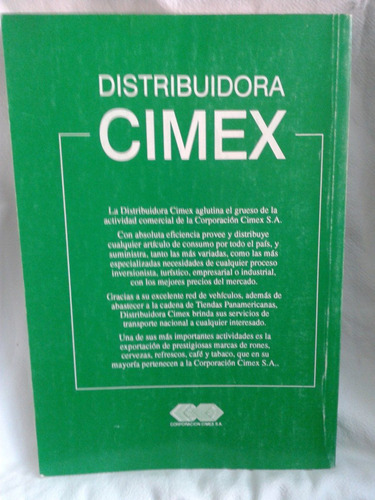 DISTRIBUIDORA
CIMEX
La Distribuidora Cimex aglutina el grueso de la
actividad comercial de la Corporación Cimex S.A.
Con absoluta eficiencia provee y distribuye
cualquier artículo de consumo por todo el país, y
suministra, tanto las más variadas, como las más
especializadas necesidades de cualquier proceso
inversionista, turístico, empresarial o industrial,
con los mejores precios del mercado.
Gracias a su excelente red de vehículos, además de
abastecer a la cadena de Tiendas Panamericanas,
Distribuidora Cimex brinda sus servicios de
transporte nacional a cualquier interesado.
Una de sus más importantes actividades es la
exportación de prestigiosas marcas de rones,
cervezas, refrescos, café y tabaco, que en su
mayoría pertenecen a la Corporación Cimex S.A..
CORPORACION CIMEX S.A.